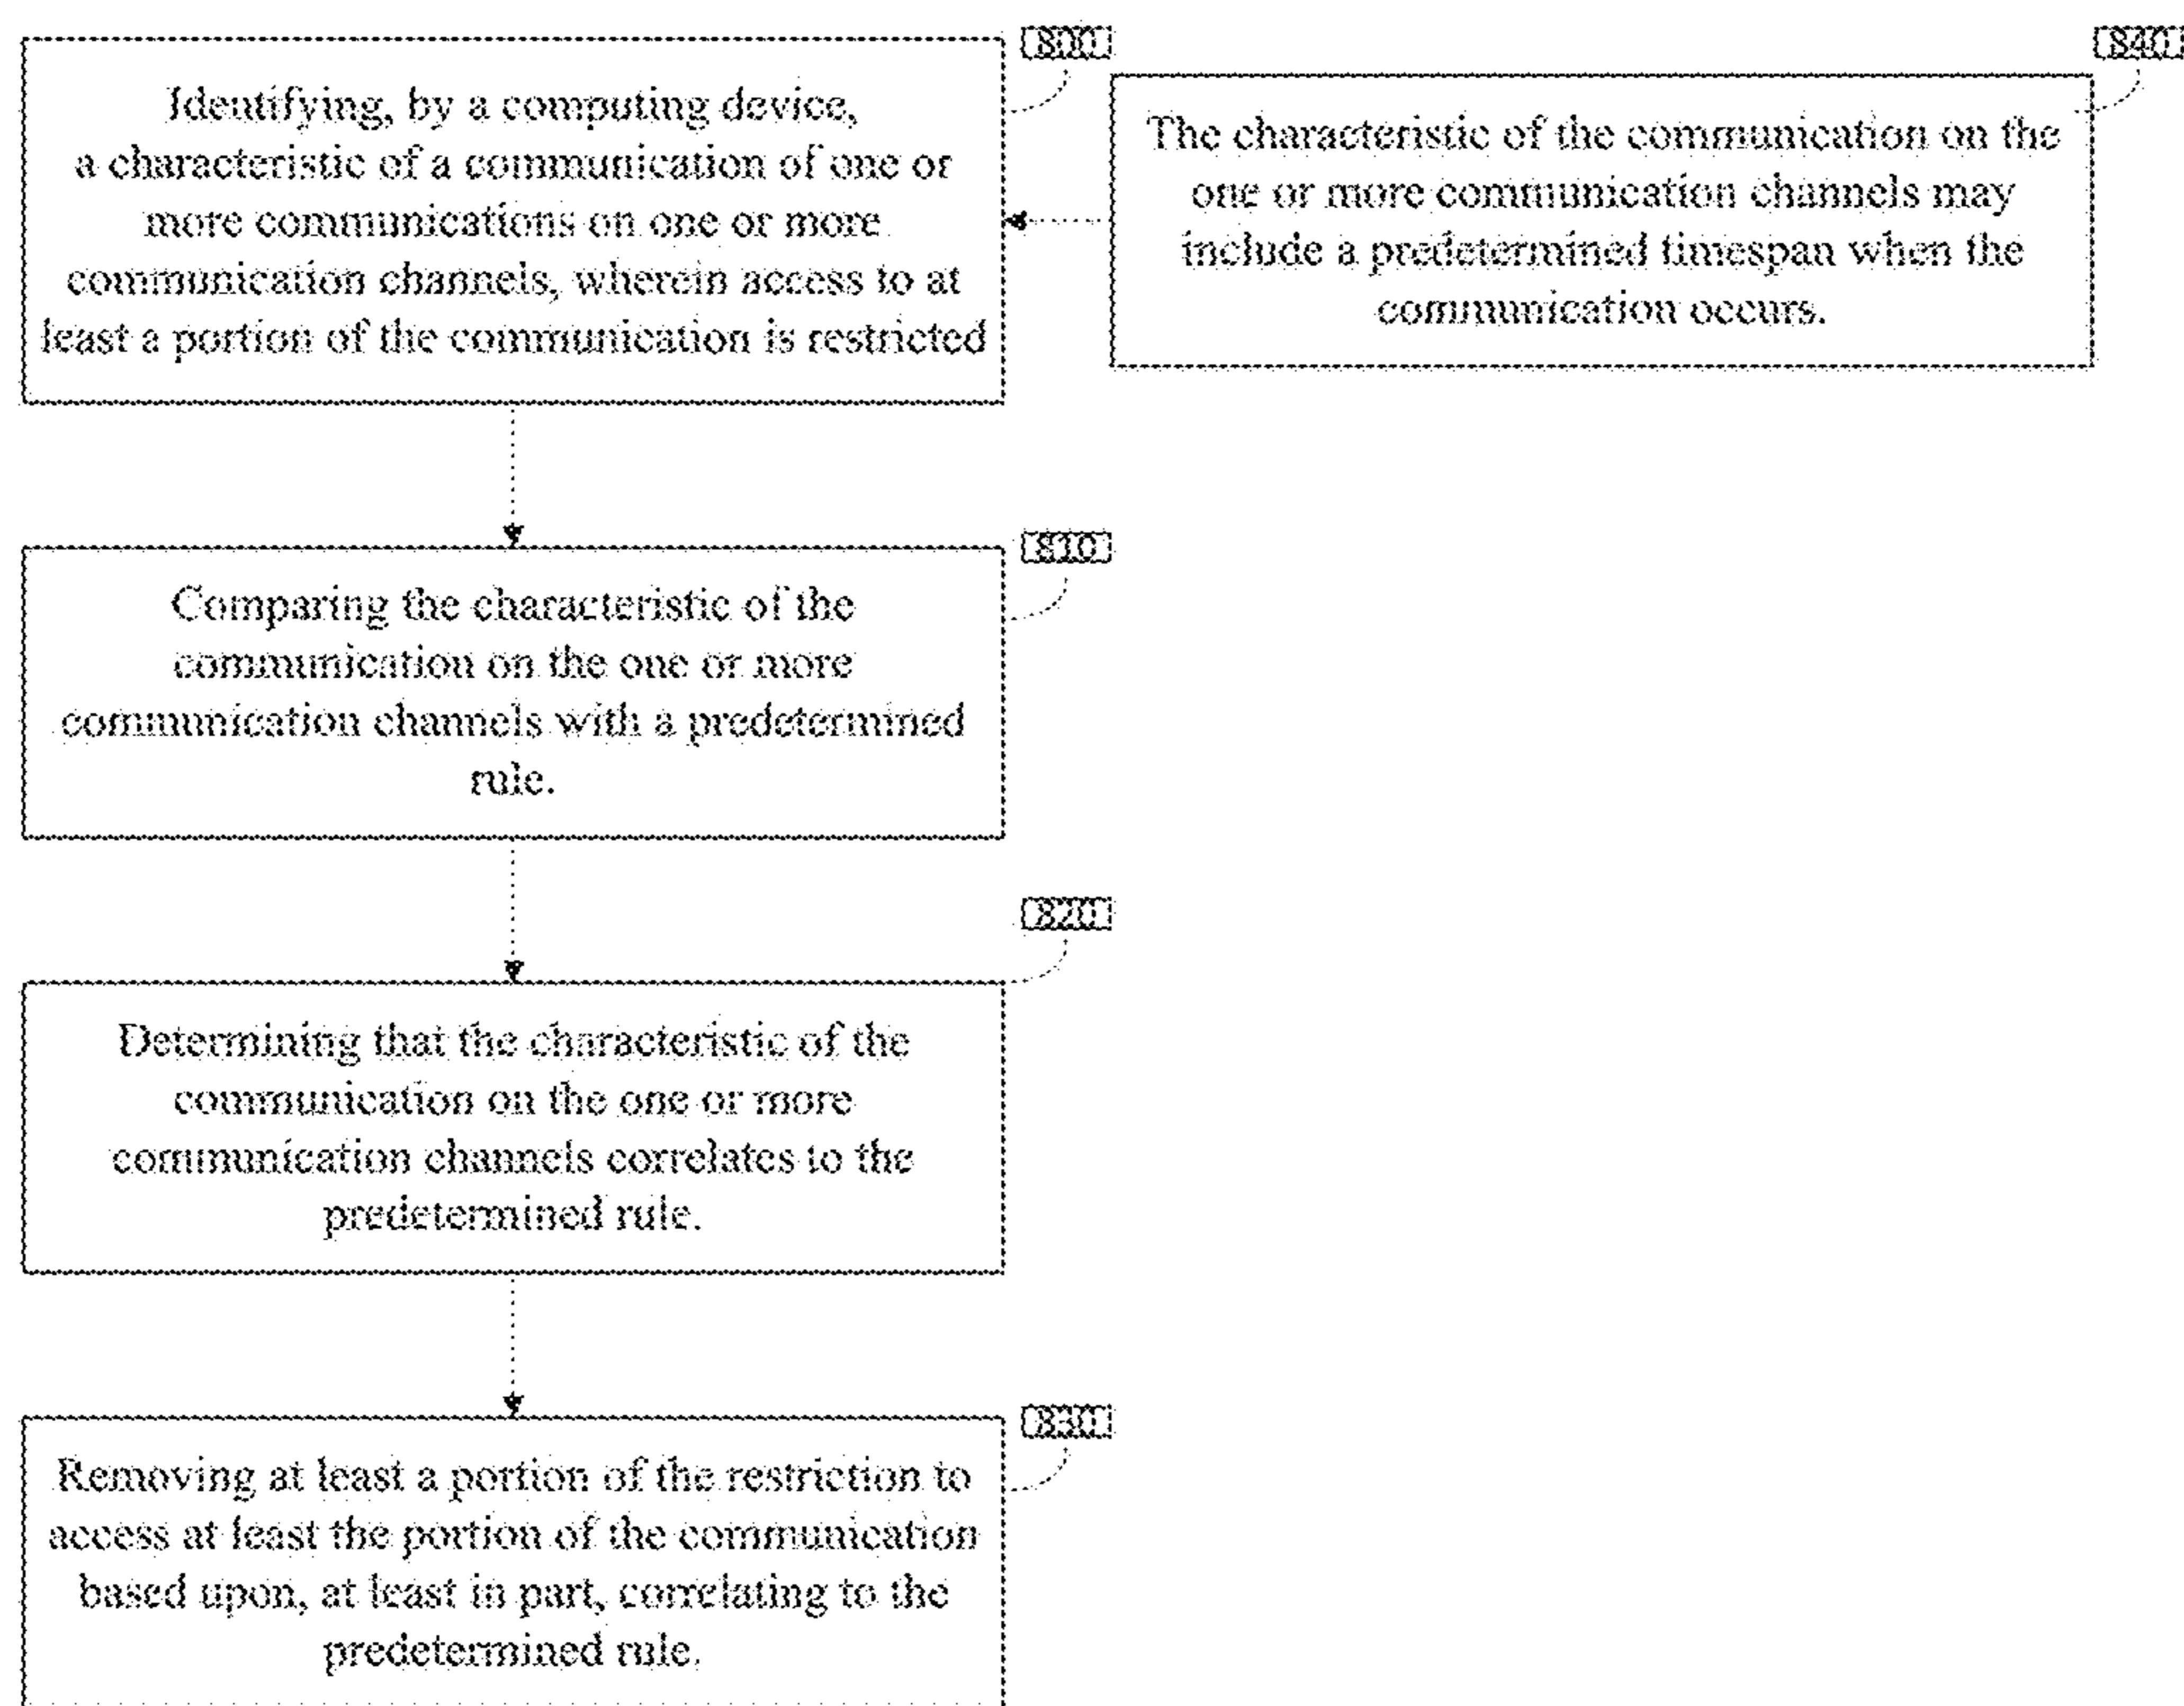 800
Identifying, by a computing device,
a characteristic of a communication of one or
more communications on one or more
communication channels, wherein access to at
least a portion of the communication is restricted
840
The characteristic of the communication on the
one or more communication channels may
include a predetermined timespan when the
communication occurs.
810
Comparing the characteristic of the
communication on the one or more
communication channels with a predetermined
rule.
820
Determining that the characteristic of the
communication on the one or more
communication channels correlates to the
predetermined rule.
830
Removing at least a portion of the restriction to
access at least the portion of the communication
based upon, at least in part, correlating to the
predetermined rule.